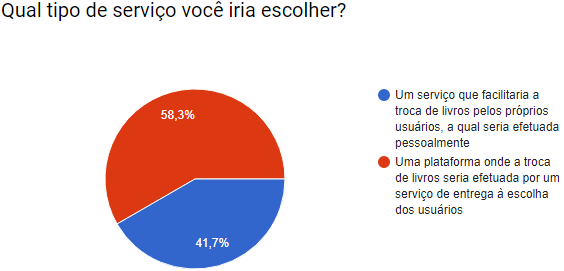 Qual tipo de serviço você iria escolher?
58,3%
41,7%
Um serviço que facilitaria a
troca de livros pelos próprios
usuários, a qual seria efetuada
pessoalmente
Uma plataforma onde a troca
de livros seria efetuada por um
serviço de entrega à escolha
dos usuários